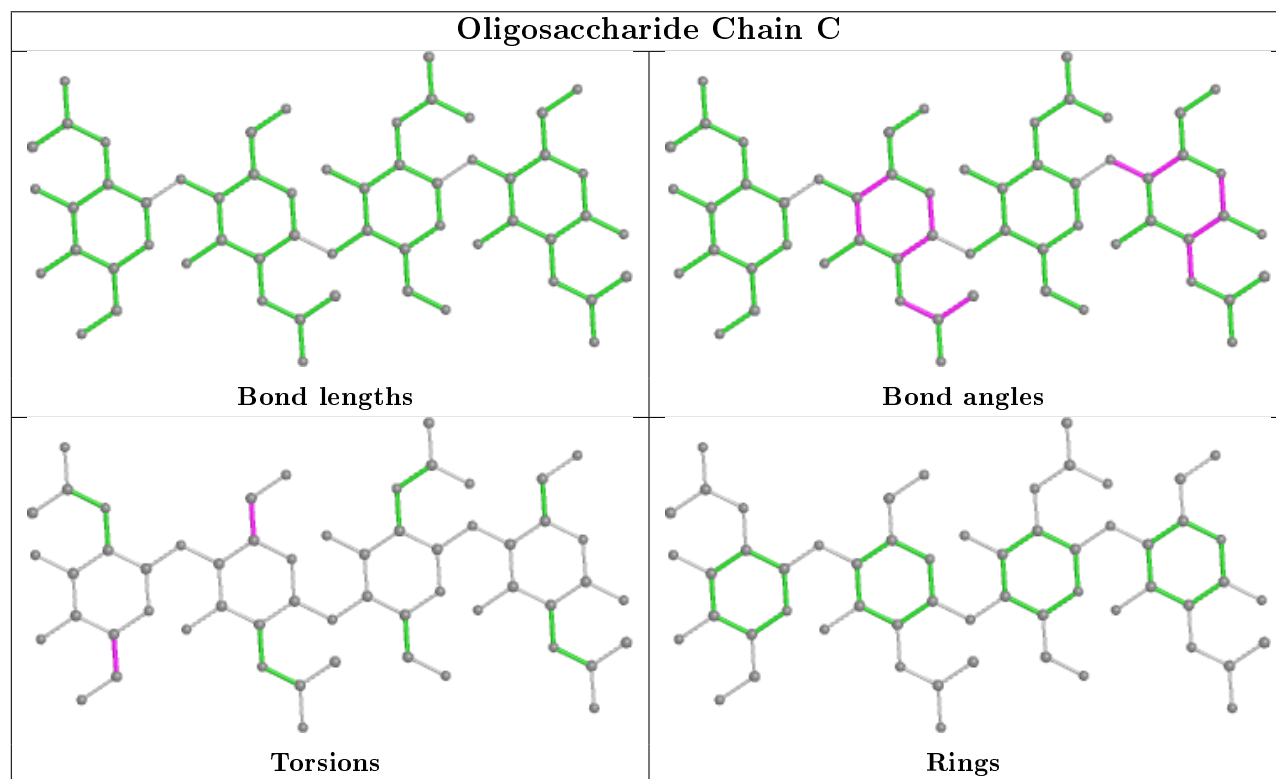 Oligosaccharide Chain C
Bond lengths
Bond angles
Torsions
Rings